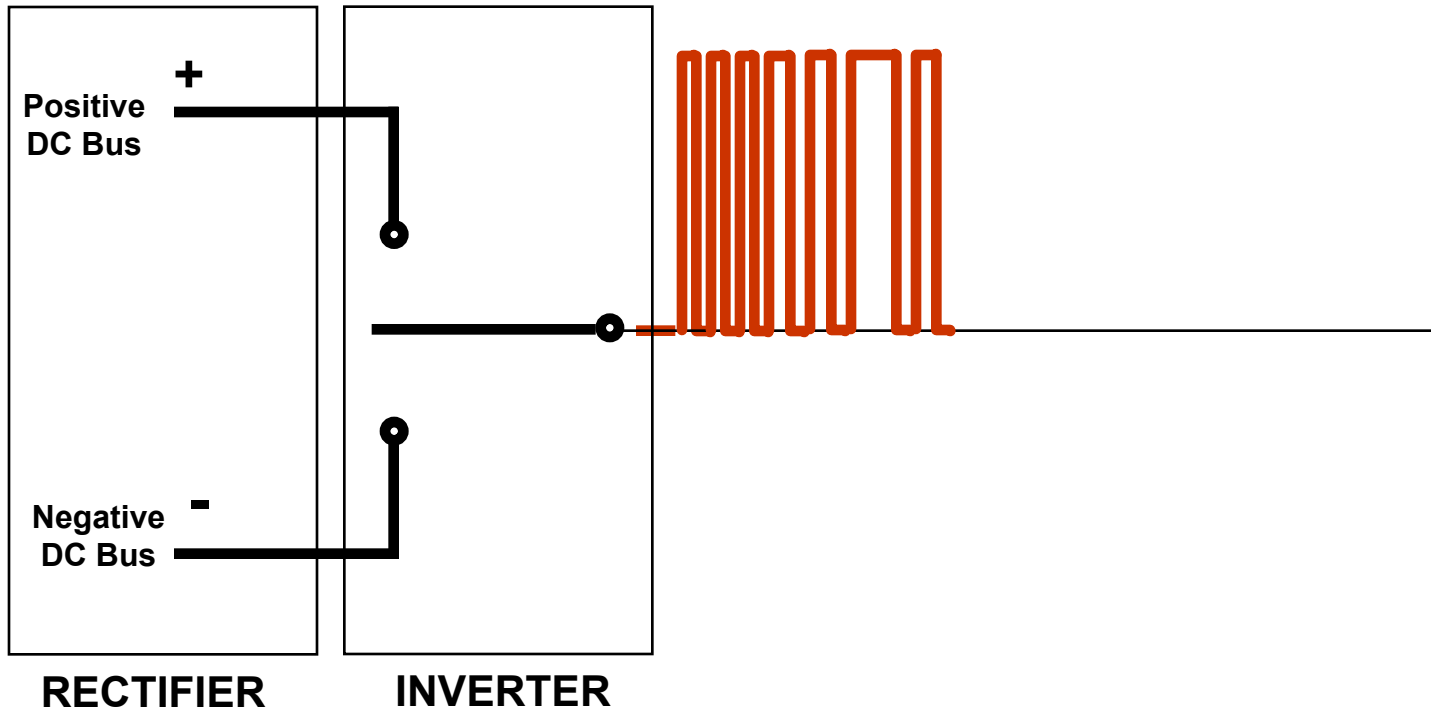 +
Positive
DC Bus
-
Negative
DC Bus
RECTIFIER
INVERTER